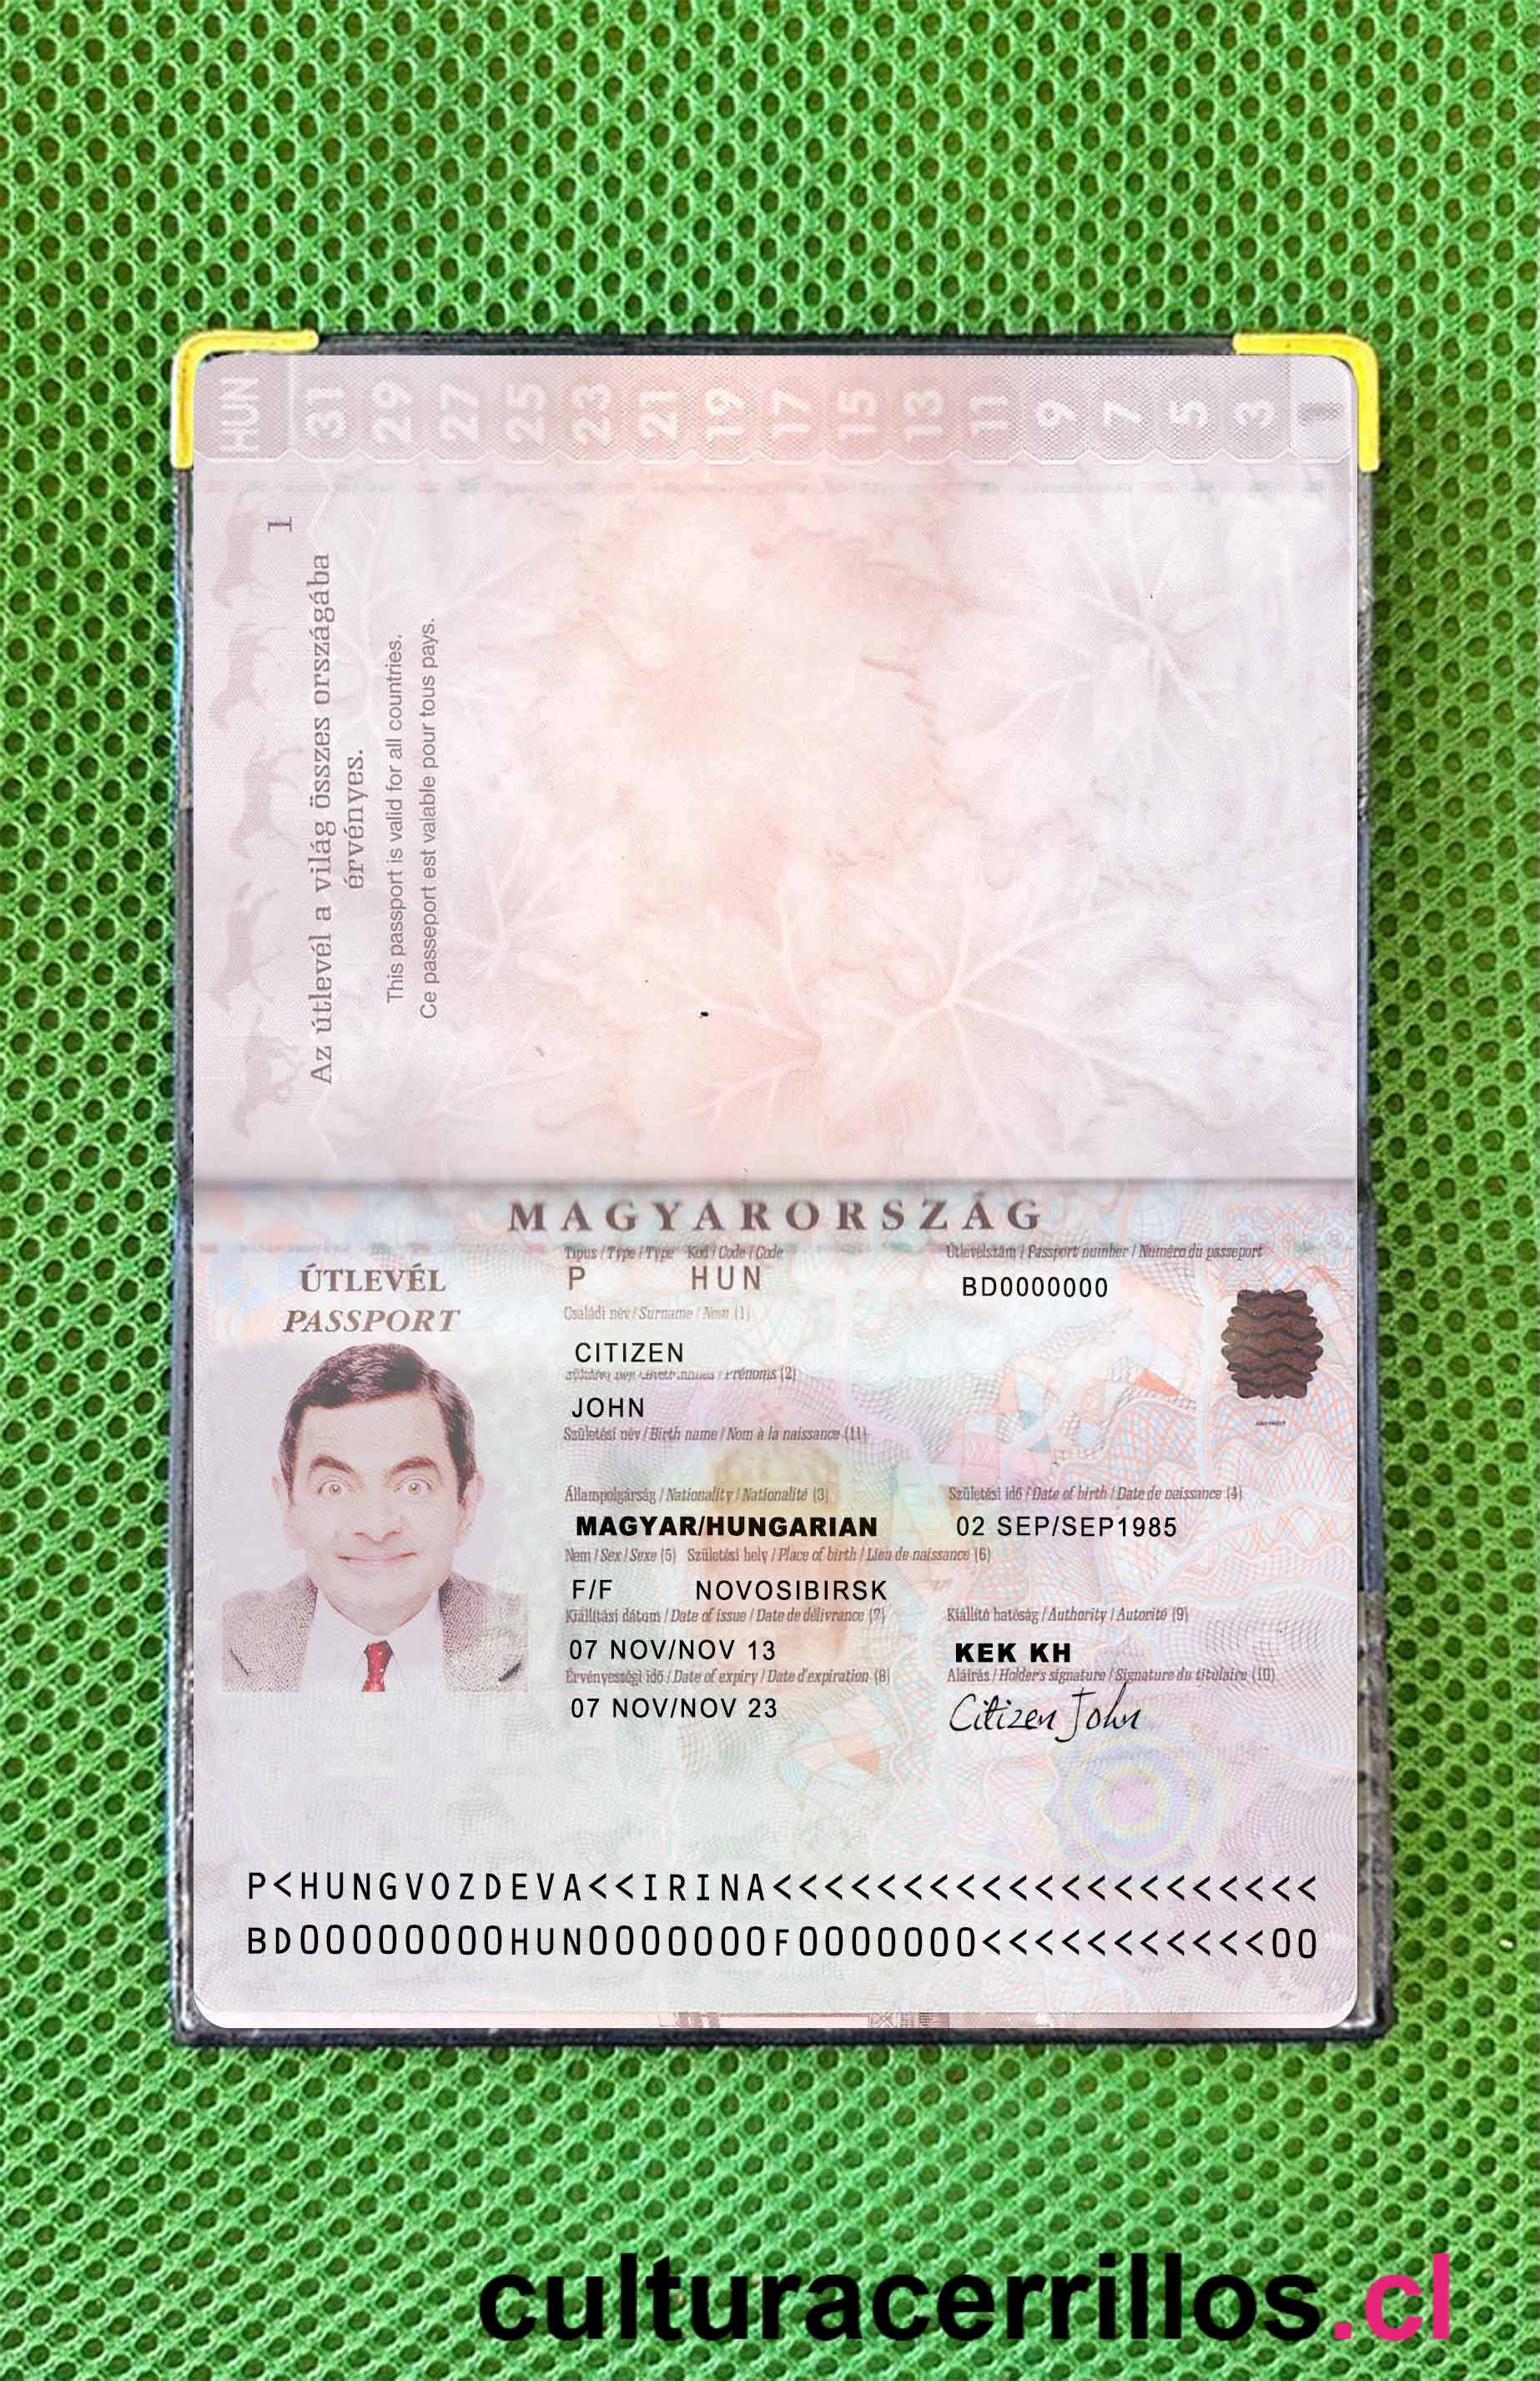 HUN 31 29 27 25 23 21 19 17 15 13 11 9 7 5 3 1
1
Az útlevél a világ összes országába
érvényes.
This passport is valid for all countries.
Ce passeport est valable pour tous pays.
MAGYARORSZÁG
Típus / Type / Type Kód / Code / Code Útlevélszám / Passport number / Numéro du passeport
ÚTLEVÉL
PASSPORT
P HUN BD0000000
Családi név / Surname / Nom (1)
CITIZEN
Prénoms (2)
JOHN
Születési név / Birth name / Nom à la naissance (11)
Állampolgárság / Nationality / Nationalité (3) Születési idő / Date of birth / Date de naissance (4)
MAGYAR/HUNGARIAN 02 SEP/SEP1985
Nem / Sex / Sexe (5) Születési hely / Place of birth / Lieu de naissance (6)
F/F NOVOSIBIRSK
Kiállítási dátum / Date of issue / Date de délivrance (7) Kiállító hatóság / Authority / Autorité (9)
07 NOV/NOV 13 KEK KH
Érvényességi idő / Date of expiry / Date d'expiration (8) Aláírás / Holder's signature / Signature du titulaire (10)
07 NOV/NOV 23 Citizen John
P<HUNGVOZDEVA<<IRINA<<<<<<<<<<<<<<<<<<<<<
BD00000000HUN0000000F0000000<<<<<<<<<<<00
culturacerrillos.cl